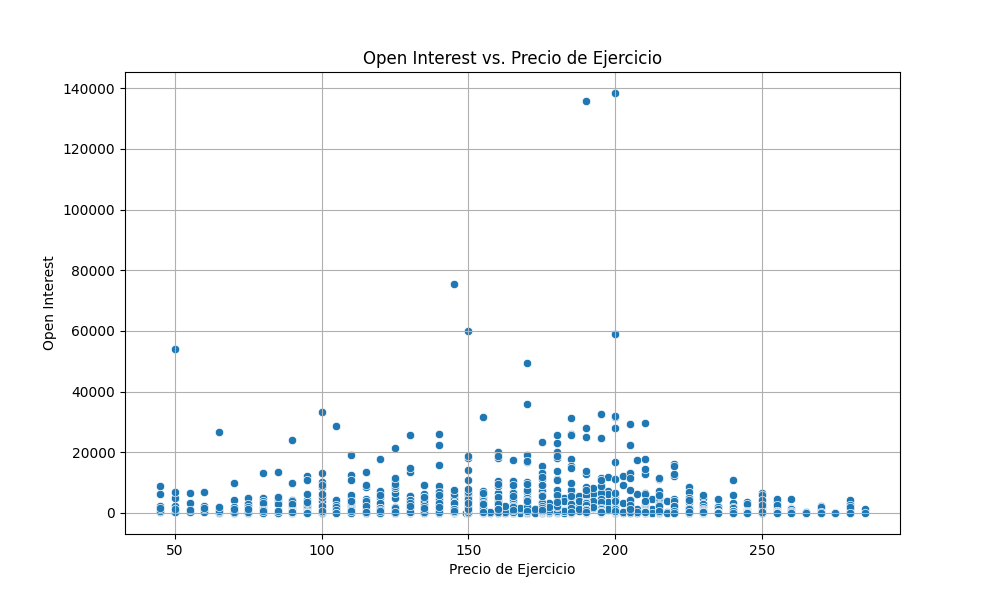 Open Interest vs. Precio de Ejercicio
140000
120000
100000
80000
60000
40000
20000
0
Open Interest
50 100 150 200 250
Precio de Ejercicio